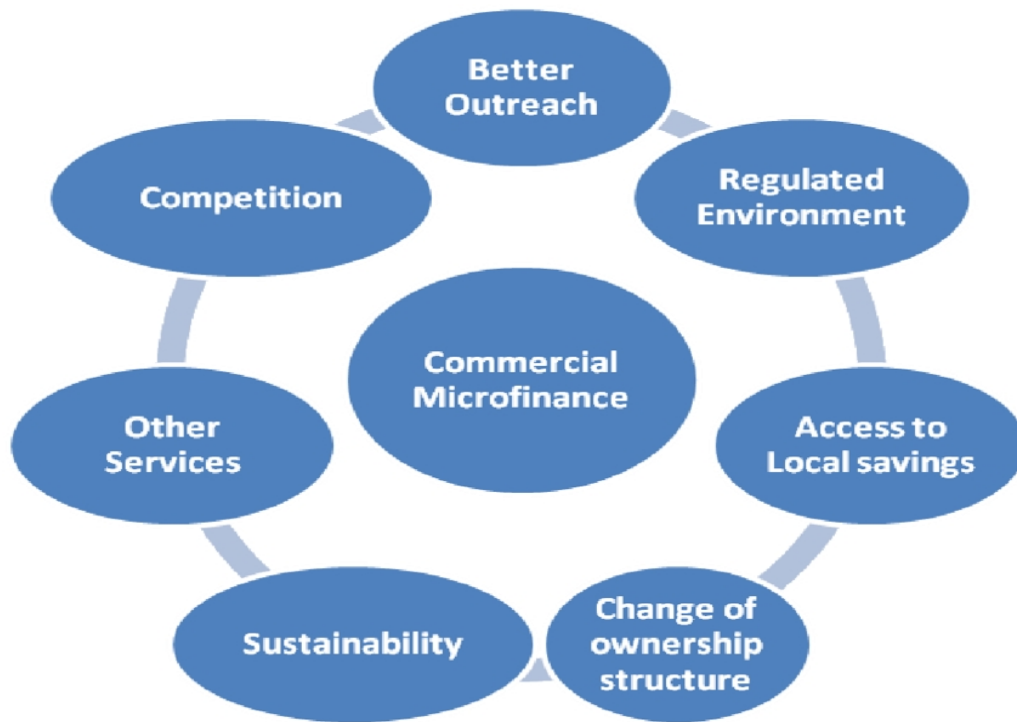 Better
Outreach
Regulated
Environment
Access to
Local savings
Change of
ownership
structure
Sustainability
Other
Services
Competition
Commercial
Microfinance